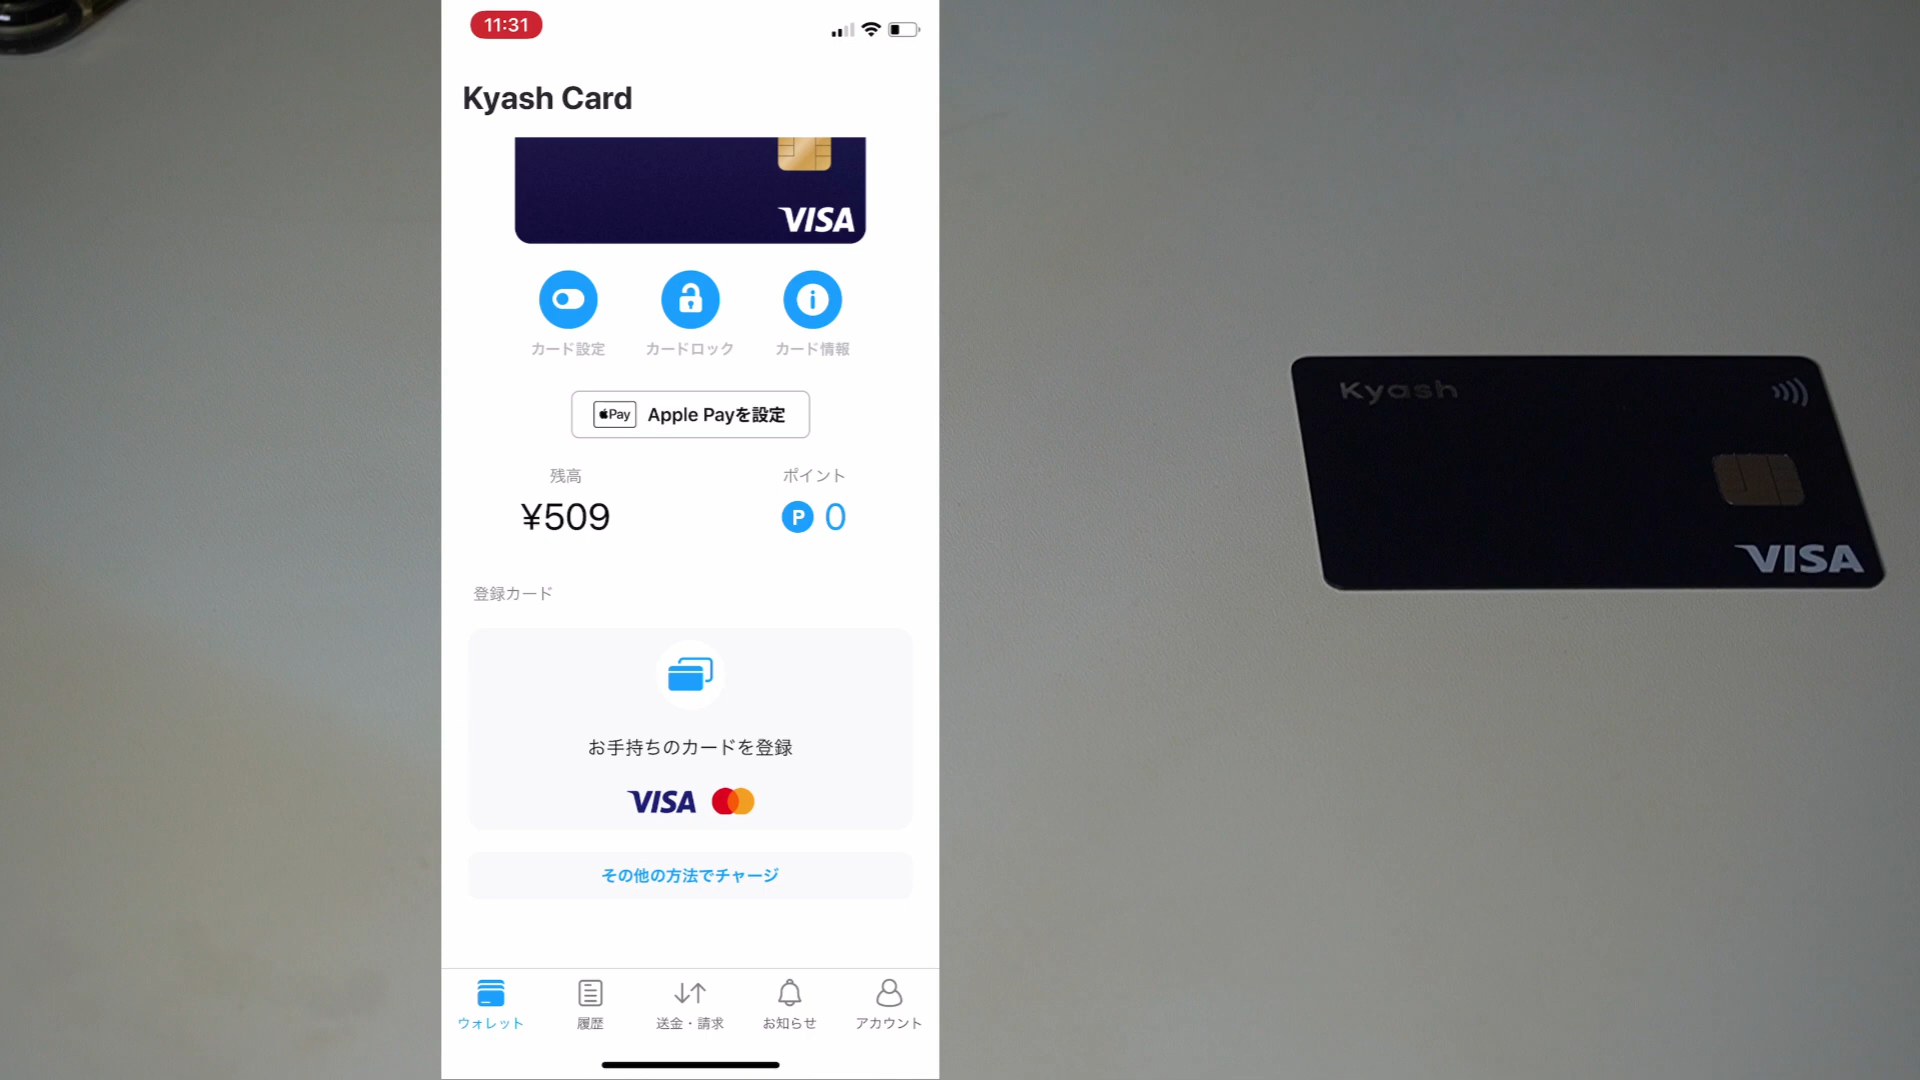 11:31
Kyash Card
VISA
カード設定
カードロック
カード情報
Pay Apple Payを設定
残高
ポイント
¥509
P 0
登録カード
お手持ちのカードを登録
VISA
その他の方法でチャージ
ウォレット
履歴
送金・請求
お知らせ
アカウント
Kyash
VISA